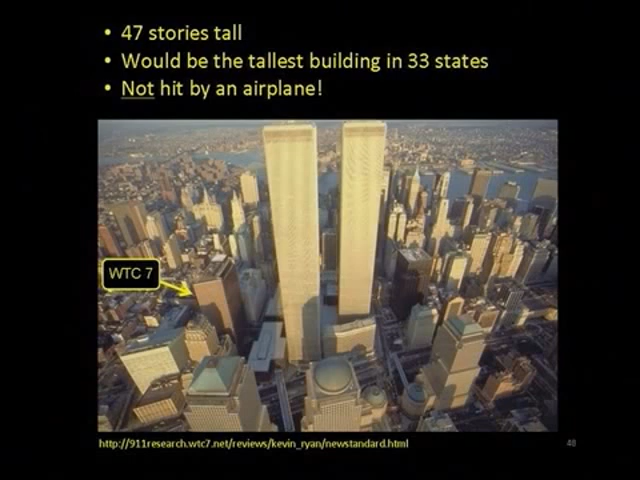 • 47 stories tall
• Would be the tallest building in 33 states
• Not hit by an airplane!
WTC 7
http://911research.wtc7.net/reviews/kevin_ryan/newstandard.html
48